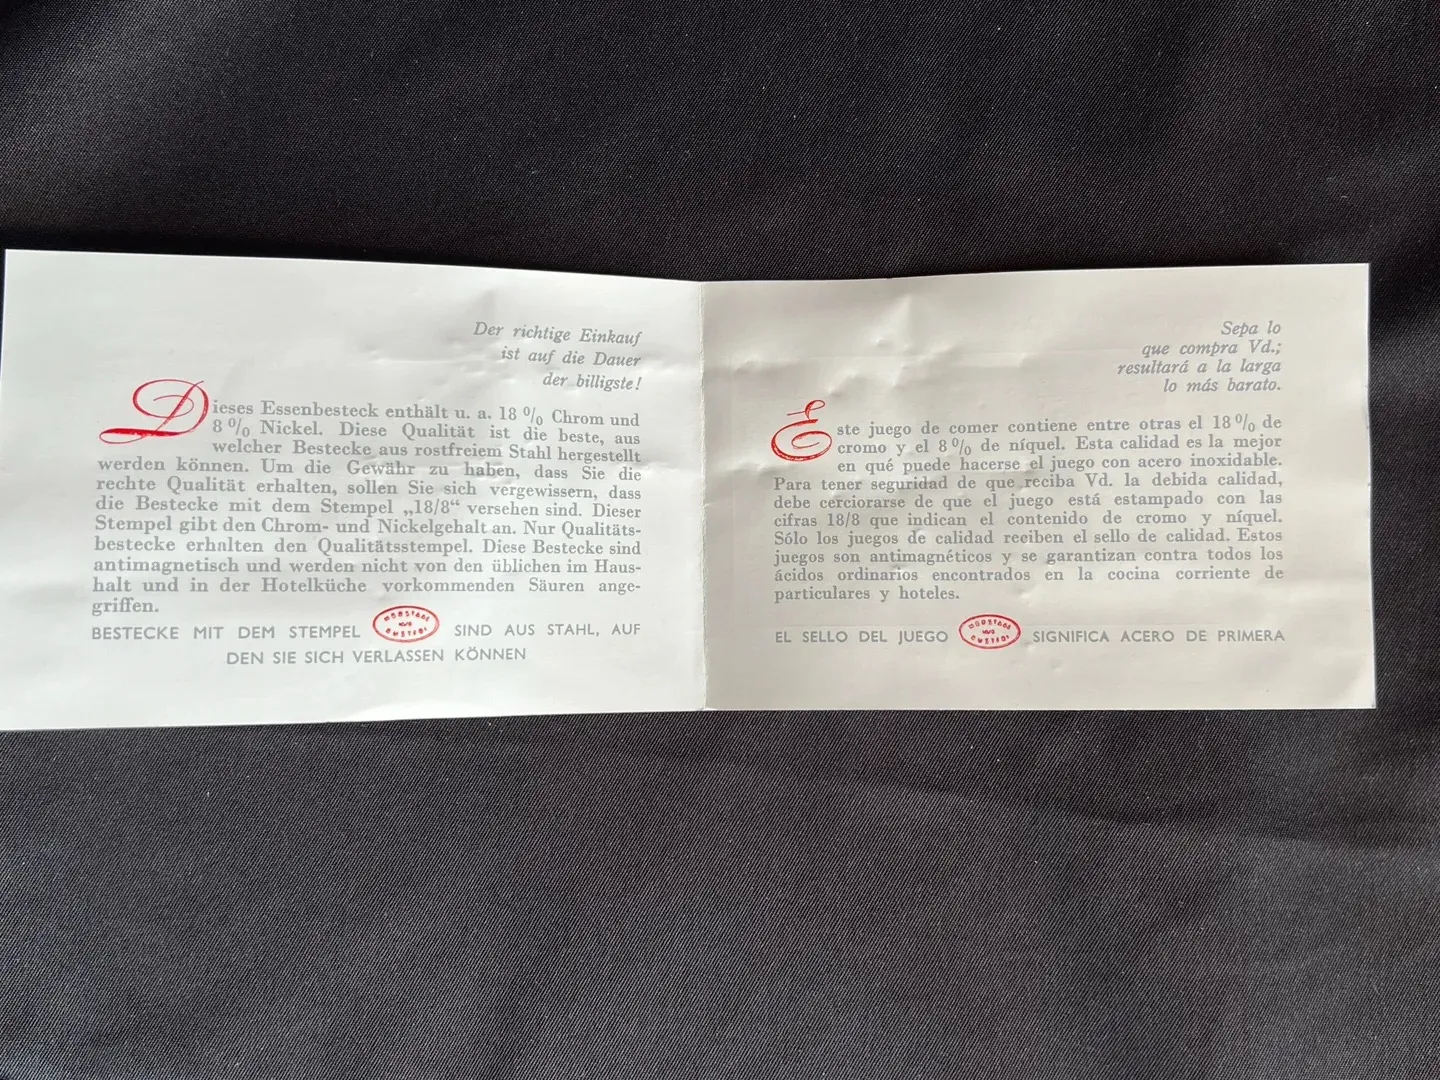 Der richtige Einkauf
ist auf die Dauer
der billigste!
Dieses Essenbesteck enthält u. a. 18 % Chrom und
8 % Nickel. Diese Qualität ist die beste, aus
welcher Bestecke aus rostfreiem Stahl hergestellt
werden können. Um die Gewähr zu haben, dass Sie die
rechte Qualität erhalten, sollen Sie sich vergewissern, dass
die Bestecke mit dem Stempel „18/8“ versehen sind. Dieser
Stempel gibt den Chrom- und Nickelgehalt an. Nur Qualitäts-
bestecke erhalten den Qualitätsstempel. Diese Bestecke sind
antimagnetisch und werden nicht von den üblichen im Haus-
halt und in der Hotelküche vorkommenden Säuren ange-
griffen.
BESTECKE MIT DEM STEMPEL SIND AUS STAHL, AUF
DEN SIE SICH VERLASSEN KÖNNEN
Sepa lo
que compra Vd.;
resultará a la larga
lo más barato.
Este juego de comer contiene entre otras el 18 % de
cromo y el 8 % de níquel. Esta calidad es la mejor
en qué puede hacerse el juego con acero inoxidable.
Para tener seguridad de que reciba Vd. la debida calidad,
debe cerciorarse de que el juego está estampado con las
cifras 18/8 que indican el contenido de cromo y níquel.
Sólo los juegos de calidad reciben el sello de calidad. Estos
juegos son antimagnéticos y se garantizan contra todos los
ácidos ordinarios encontrados en la cocina corriente de
particulares y hoteles.
EL SELLO DEL JUEGO SIGNIFICA ACERO DE PRIMERA